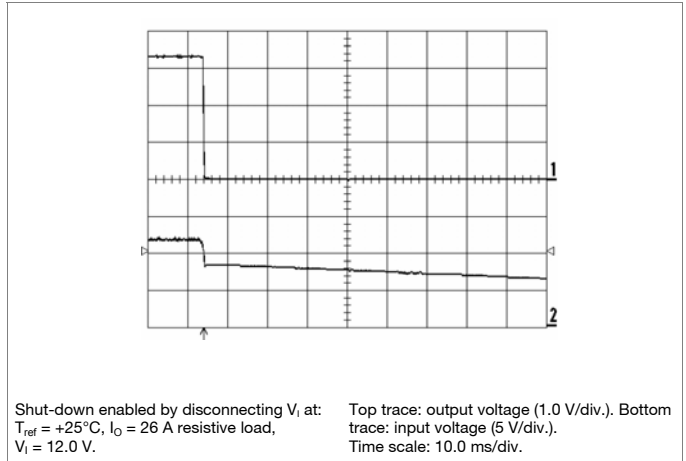 1
2
Shut-down enabled by disconnecting VI at:
Tref = +25°C, IO = 26 A resistive load,
VI = 12.0 V.
Top trace: output voltage (1.0 V/div.). Bottom
trace: input voltage (5 V/div.).
Time scale: 10.0 ms/div.